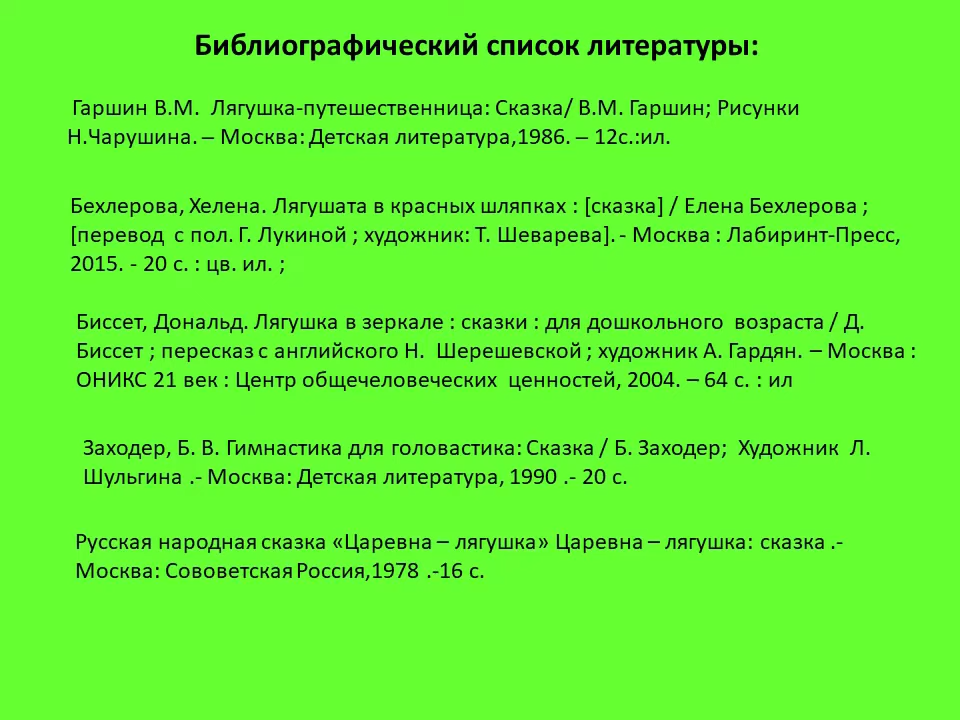 Библиографический список литературы:
Гаршин В.М. Лягушка-путешественница: Сказка/ В.М. Гаршин; Рисунки
Н.Чарушина. – Москва: Детская литература,1986. – 12с.:ил.
Бехлерова, Хелена. Лягушата в красных шляпках : [сказка] / Елена Бехлерова ;
[перевод с пол. Г. Лукиной ; художник: Т. Шеварева]. - Москва : Лабиринт-Пресс,
2015. - 20 с. : цв. ил. ;
Биссет, Дональд. Лягушка в зеркале : сказки : для дошкольного возраста / Д.
Биссет ; пересказ с английского Н. Шерешевской ; художник А. Гардян. – Москва :
ОНИКС 21 век : Центр общечеловеческих ценностей, 2004. – 64 с. : ил
Заходер, Б. В. Гимнастика для головастика: Сказка / Б. Заходер; Художник Л.
Шульгина .- Москва: Детская литература, 1990 .- 20 с.
Русская народная сказка «Царевна – лягушка» Царевна – лягушка: сказка .-
Москва: Сововетская Россия,1978 .-16 с.